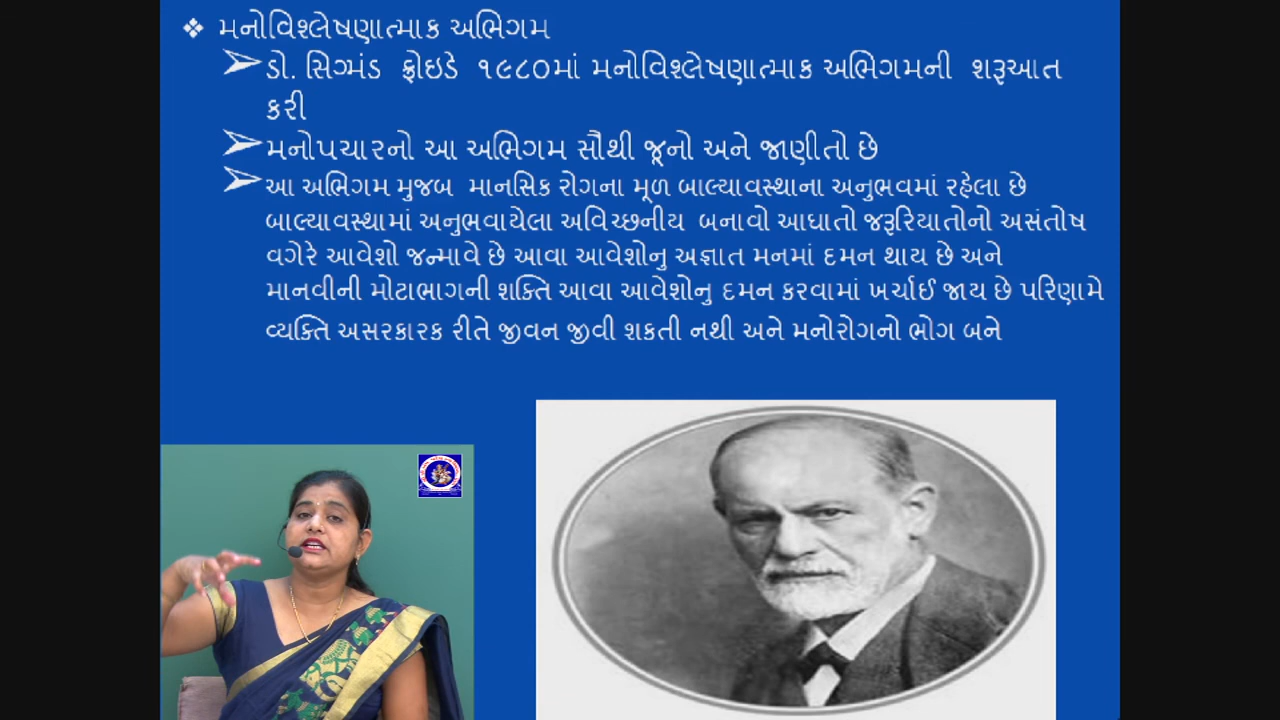 ❖ મનોવિશ્લેષણાત્માક અભિગમ
➢ ડો. સિગ્મંડ ફ્રોઇડે ૧૯૮૦માં મનોવિશ્લેષણાત્માક અભિગમની શરૂઆત
કરી
➢ મનોપચારનો આ અભિગમ સૌથી જૂનો અને જાણીતો છે
➢ આ અભિગમ મુજબ માનસિક રોગના મૂળ બાલ્યાવસ્થાના અનુભવમાં રહેલા છે
બાલ્યાવસ્થામાં અનુભવાયેલા અવિચ્છનીય બનાવો આઘાતો જરૂરિયાતોનો અસંતોષ
વગેરે આવેશો જન્માવે છે આવા આવેશોનુ અજ્ઞાત મનમાં દમન થાય છે અને
માનવીની મોટાભાગની શક્તિ આવા આવેશોનુ દમન કરવામાં ખર્ચાઈ જાય છે પરિણામે
વ્યક્તિ અસરકારક રીતે જીવન જીવી શકતી નથી અને મનોરોગનો ભોગ બને